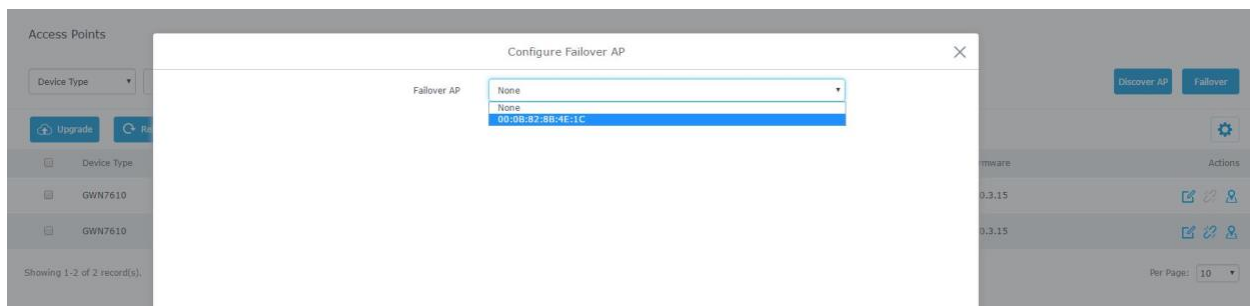 Access Points
Configure Failover AP
Device Type
Failover AP
None
Discover AP
Failover
None
00:0B:82:8B:4E:1C
Upgrade
Device Type
Actions
GWN7610
0.3.15
GWN7610
0.3.15
Showing 1-2 of 2 record(s).
Per Page: 10